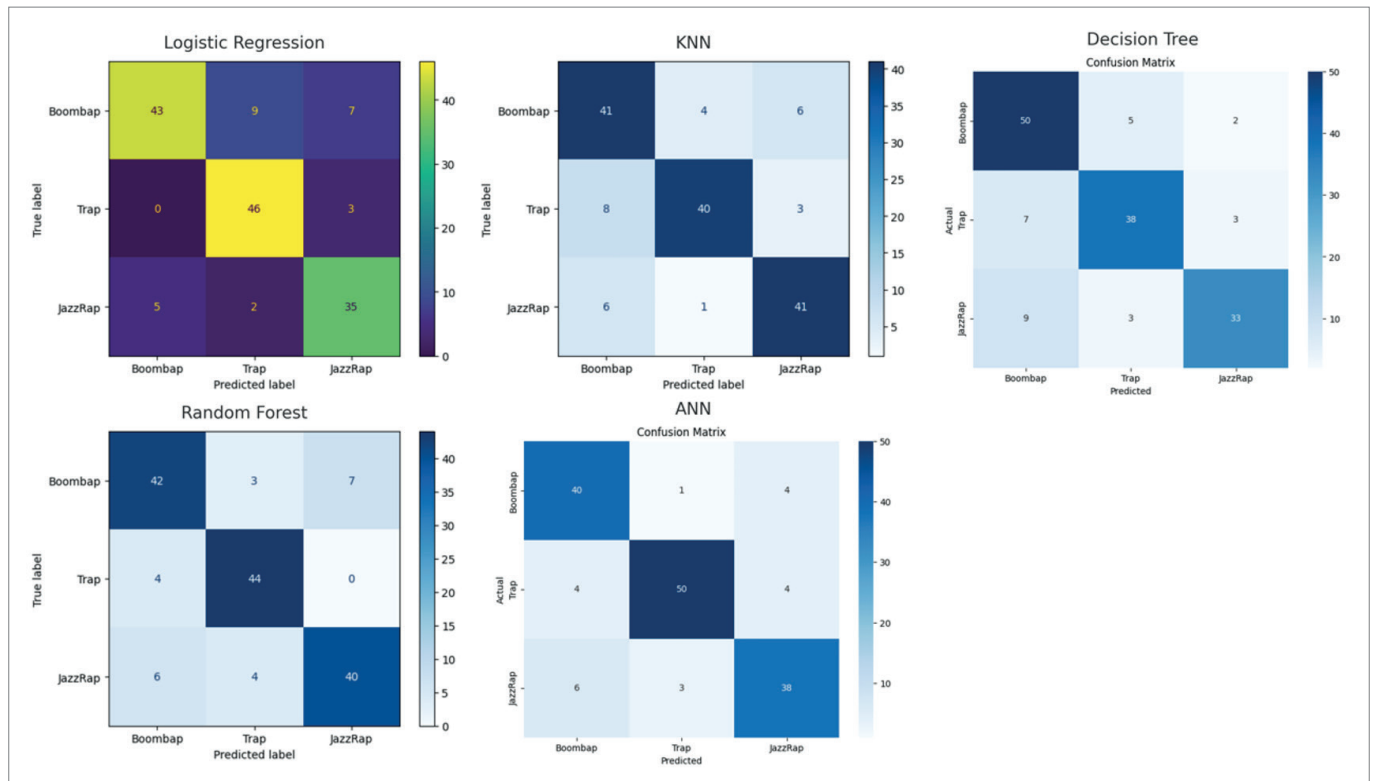 Logistic Regression
Boombap 43 9 7
Trap 0 46 3
JazzRap 5 2 35
Boombap Trap JazzRap
Predicted label
True label
40
30
20
10
0
KNN
Boombap 41 4 6
Trap 8 40 3
JazzRap 6 1 41
Boombap Trap JazzRap
Predicted label
True label
40
35
30
25
20
15
10
5
Decision Tree
Confusion Matrix
Boombap 50 5 2
Trap 7 38 3
JazzRap 9 3 33
Boombap Trap JazzRap
Predicted
Actual
50
40
30
20
10
Random Forest
Boombap 42 3 7
Trap 4 44 0
JazzRap 6 4 40
Boombap Trap JazzRap
Predicted label
True label
40
35
30
25
20
15
10
5
0
ANN
Confusion Matrix
Boombap 40 1 4
Trap 4 50 4
JazzRap 6 3 38
Boombap Trap JazzRap
Predicted
Actual
50
40
30
20
10